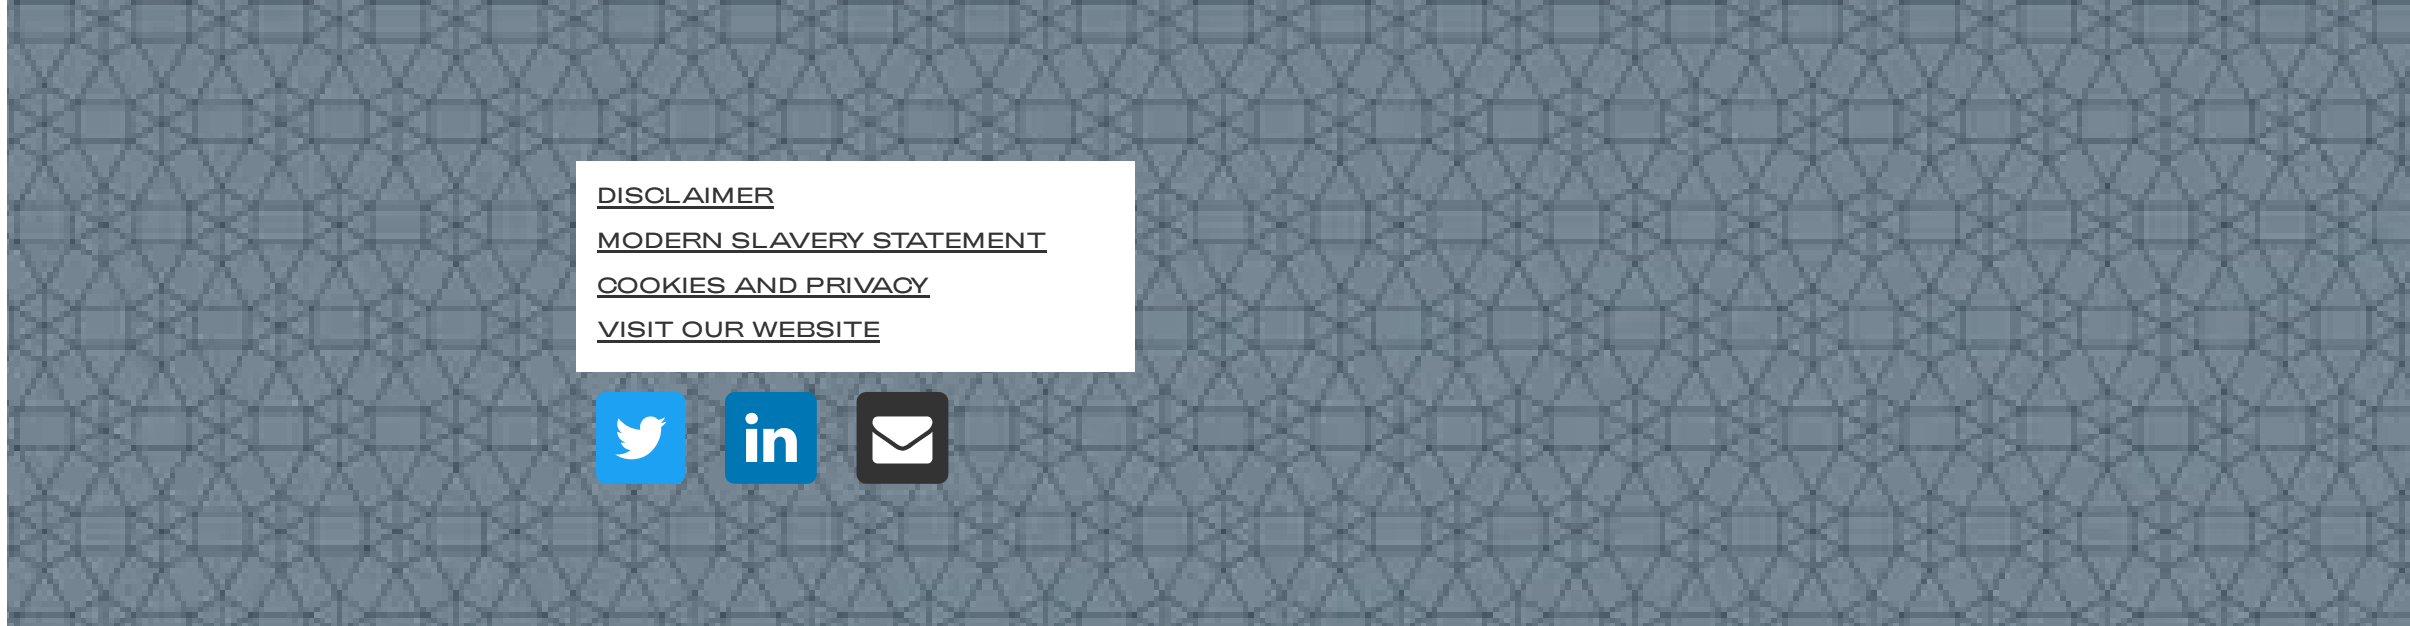 DISCLAIMER
MODERN SLAVERY STATEMENT
COOKIES AND PRIVACY
VISIT OUR WEBSITE
in